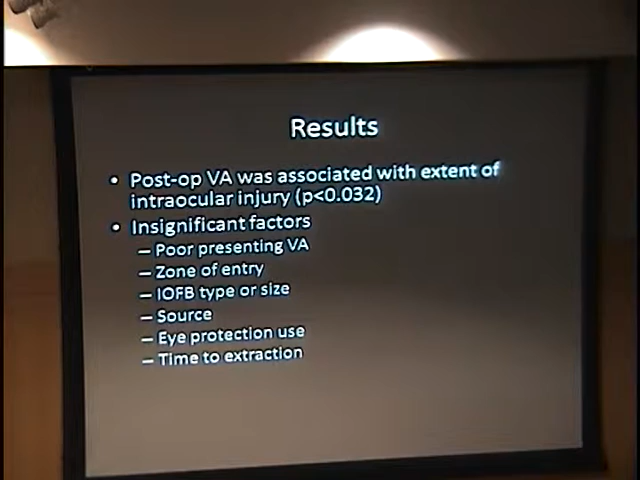 Results
• Post-op VA was associated with extent of
intraocular injury (p<0.032)
• Insignificant factors
– Poor presenting VA
– Zone of entry
– IOFB type or size
– Source
– Eye protection use
– Time to extraction